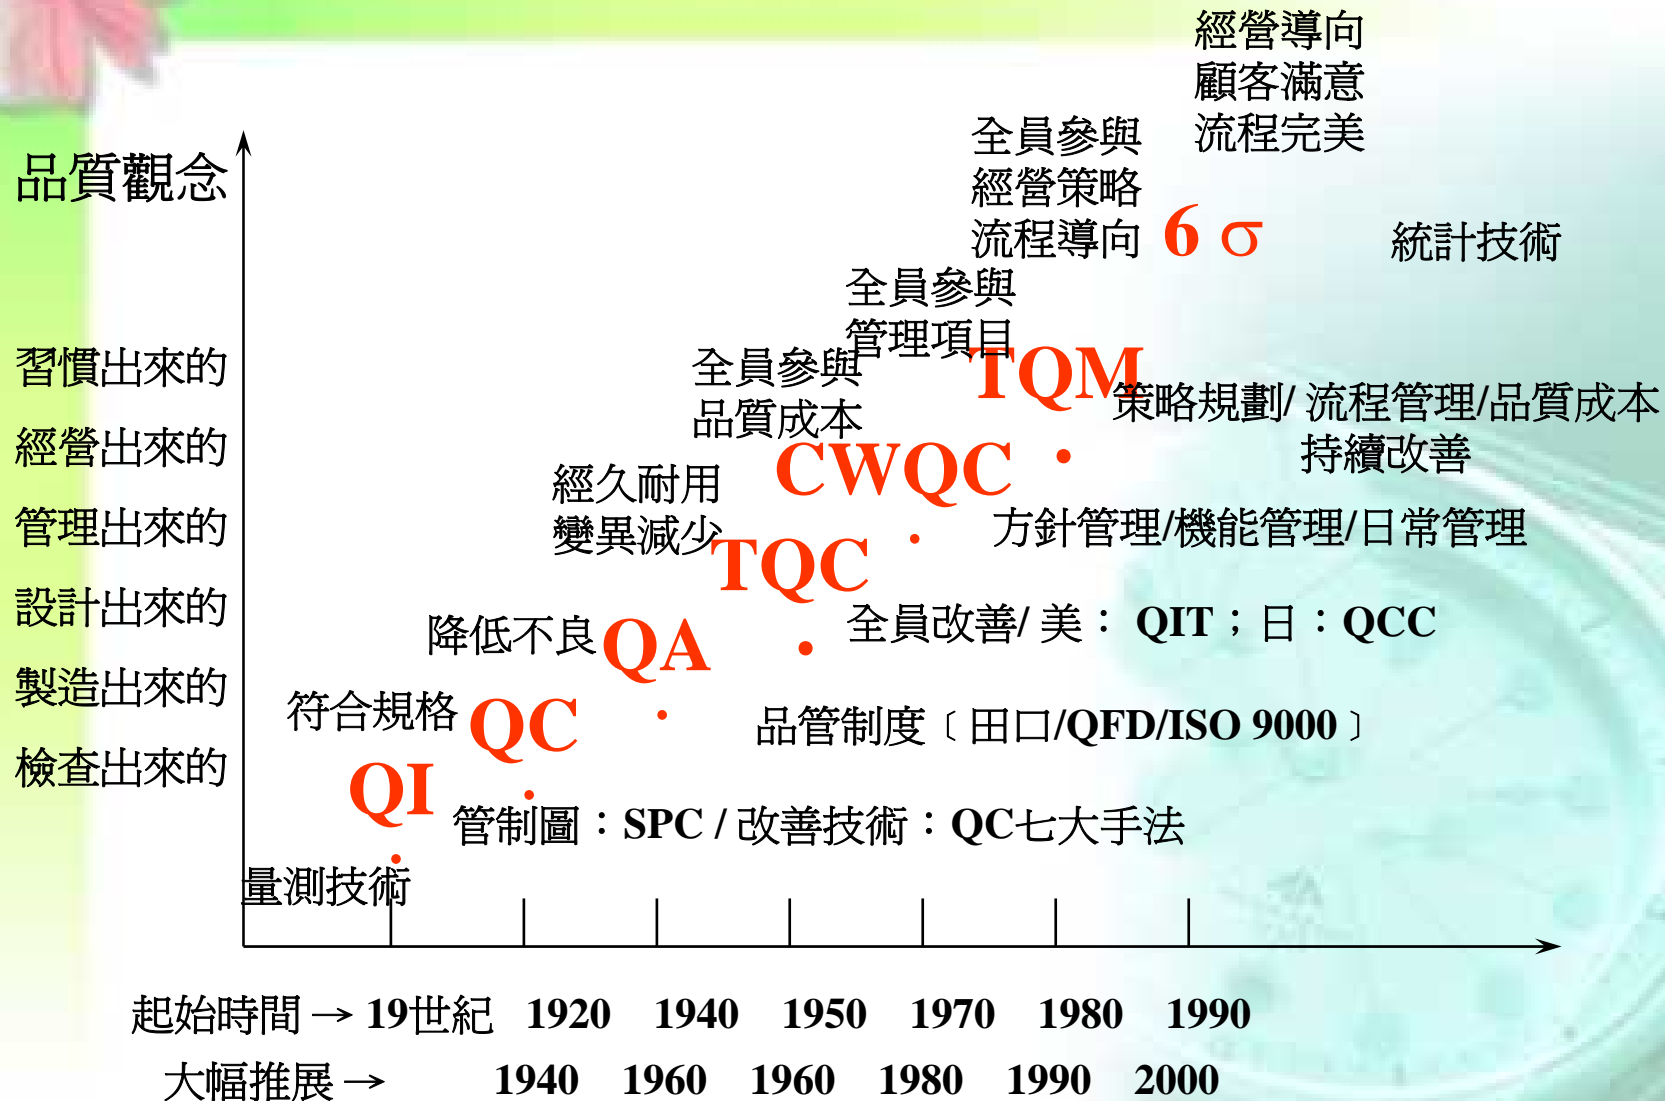 經營導向
顧客滿意
流程完美
全員參與
經營策略
流程導向
6 σ
統計技術
品質觀念
全員參與
管理項目
TQM
策略規劃/ 流程管理/品質成本
持續改善
習慣出來的
全員參與
品質成本
CWQC
方針管理/機能管理/日常管理
經營出來的
經久耐用
變異減少
TQC
全員改善/ 美： QIT；日：QCC
管理出來的
設計出來的
降低不良
QA
品管制度﹝田口/QFD/ISO 9000﹞
製造出來的
符合規格
QC
管制圖：SPC / 改善技術：QC七大手法
檢查出來的
QI
量測技術
起始時間→ 19世紀 1920 1940 1950 1970 1980 1990
大幅推展→ 1940 1960 1960 1980 1990 2000